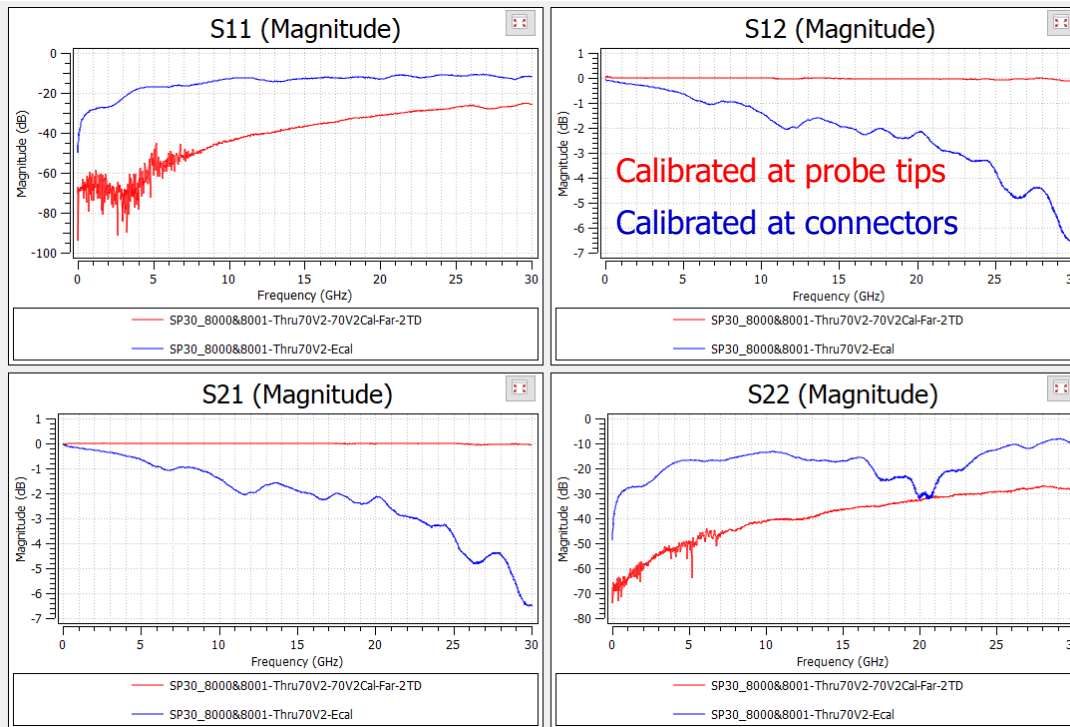 S11 (Magnitude)
0
-20
-40
-60
-80
-100
Magnitude (dB)
0 5 10 15 20 25 30
Frequency (GHz)
SP30_8000&8001-Thru70V2-70V2Cal-Far-2TD
SP30_8000&8001-Thru70V2-Ecal
S12 (Magnitude)
1
0
-1
-2
-3
-4
-5
-6
-7
Magnitude (dB)
Calibrated at probe tips
Calibrated at connectors
0 5 10 15 20 25
Frequency (GHz)
SP30_8000&8001-Thru70V2-70V2Cal-Far-2TD
SP30_8000&8001-Thru70V2-Ecal
S21 (Magnitude)
1
0
-1
-2
-3
-4
-5
-6
-7
Magnitude (dB)
0 5 10 15 20 25 30
Frequency (GHz)
SP30_8000&8001-Thru70V2-70V2Cal-Far-2TD
SP30_8000&8001-Thru70V2-Ecal
S22 (Magnitude)
0
-10
-20
-30
-40
-50
-60
-70
-80
Magnitude (dB)
0 5 10 15 20 25
Frequency (GHz)
SP30_8000&8001-Thru70V2-70V2Cal-Far-2TD
SP30_8000&8001-Thru70V2-Ecal